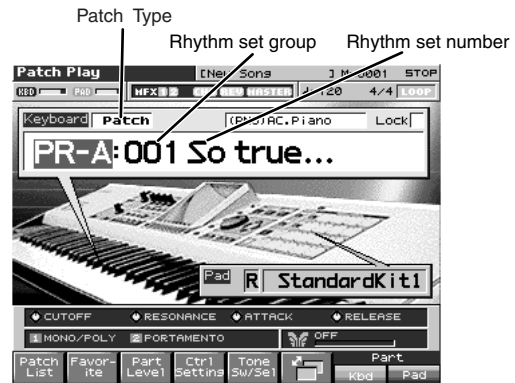 Patch Type
Rhythm set group Rhythm set number
Patch Play [New Song ] M 0001 STOP
KBD PAD MFX 1 2 CHO REV MASTER ♩ 120 4/4 LOOP
Keyboard Patch (PNO)AC.Piano Lock
PR-A:001 So true...
Pad R StandardKit1
CUTOFF RESONANCE ATTACK RELEASE
1 MONO/POLY 2 PORTAMENTO OFF
Patch List Favor-ite Part Level Ctrl Setting Tone Sw/Sel Part
Kbd Pad